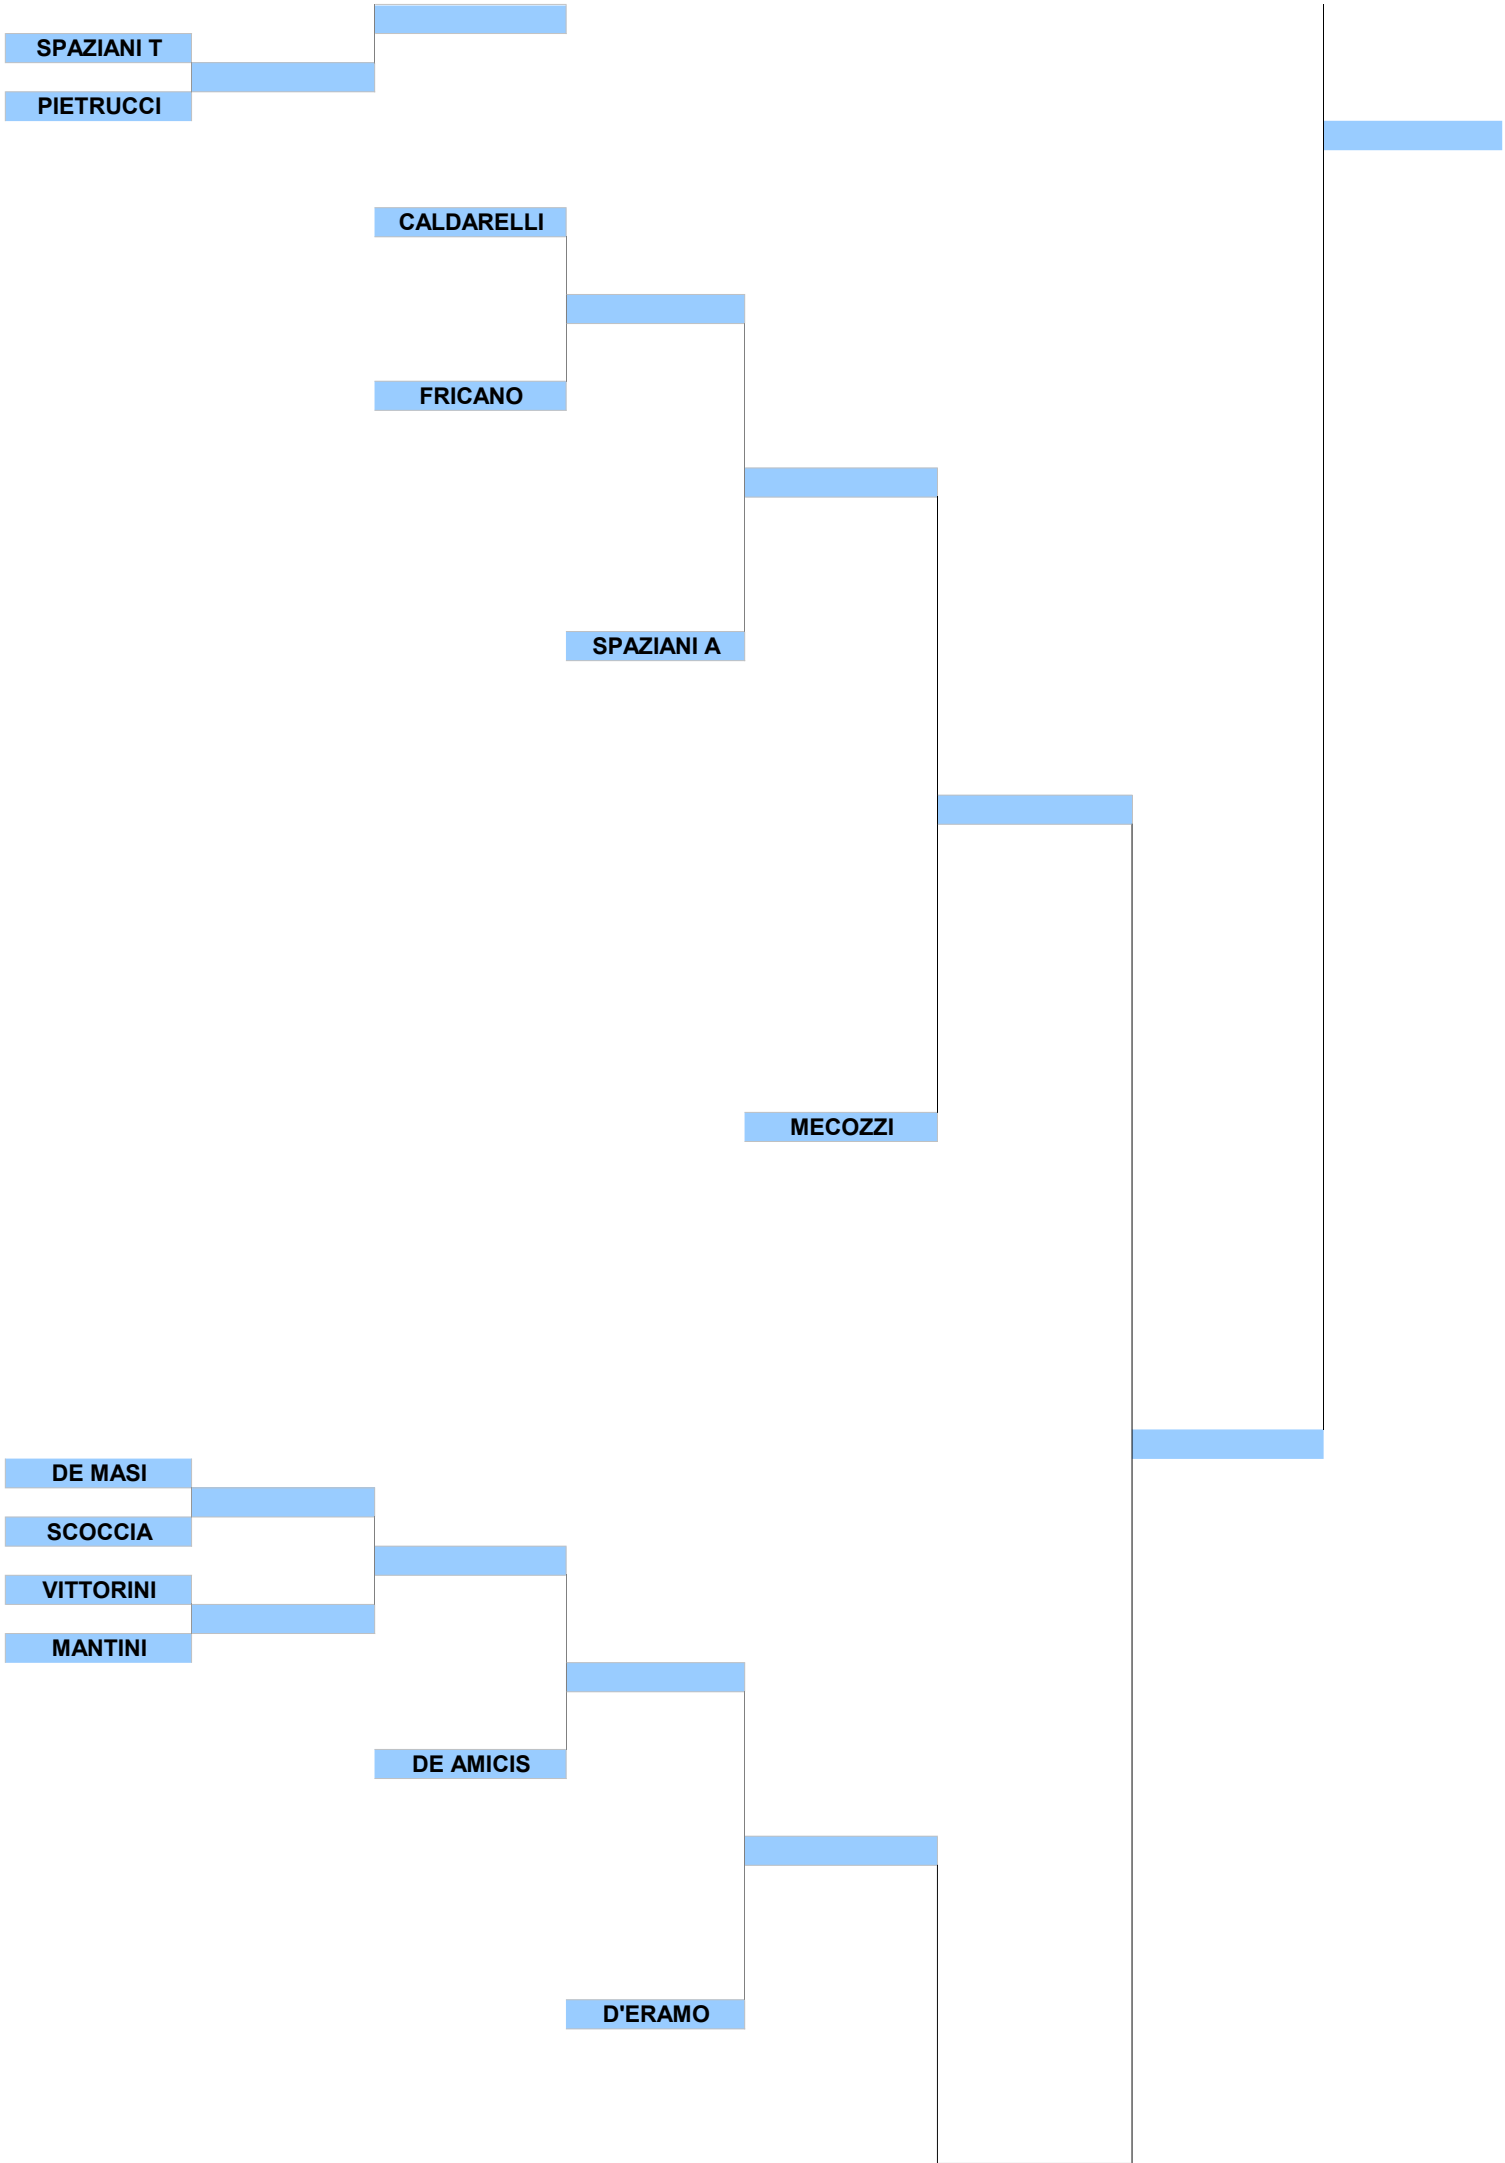 SPAZIANI T
PIETRUCCI
CALDARELLI
FRICANO
SPAZIANI A
MECOZZI
DE MASI
SCOCCIA
VITTORINI
MANTINI
DE AMICIS
D'ERAMO